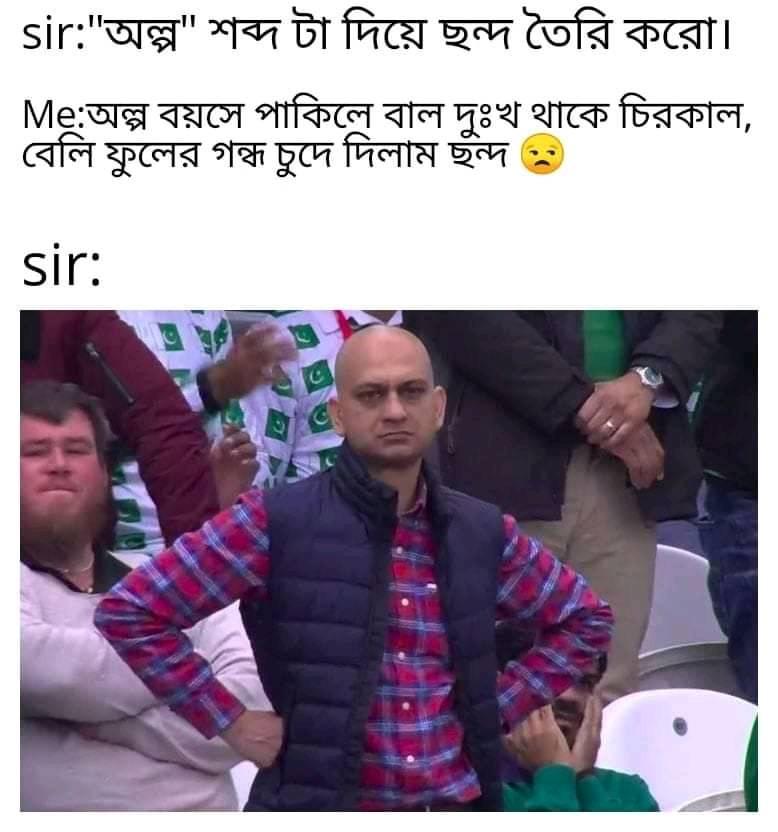 sir:"অল্প" শব্দ টা দিয়ে ছন্দ তৈরি করো।
Me:অল্প বয়সে পাকিলে বাল দুঃখ থাকে চিরকাল,
বেলি ফুলের গন্ধ চুদে দিলাম ছন্দ 😒
sir: